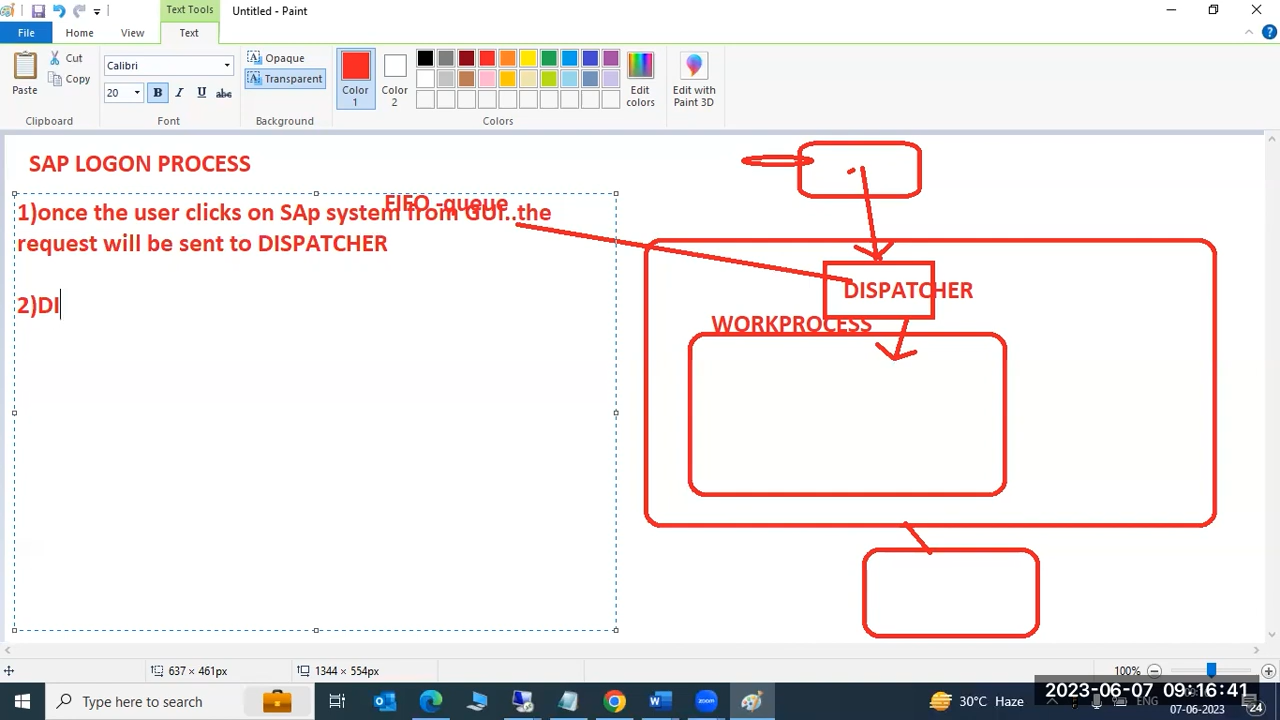 Text Tools
Untitled - Paint
File
Home
View
Text
Paste
Cut
Copy
Clipboard
Calibri
20
B
I
U
abc
Font
Opaque
Transparent
Background
Color
1
Color
2
Edit
colors
Edit with
Paint 3D
Colors
SAP LOGON PROCESS
FIFO -queue
1)once the user clicks on SAp system from GUI..the
request will be sent to DISPATCHER
2)DI
DISPATCHER
WORKPROCESS
637 × 461px
1344 × 554px
100%
Type here to search
30°C Haze
ENG
2023-06-07 09:16:41
07-06-2023
24